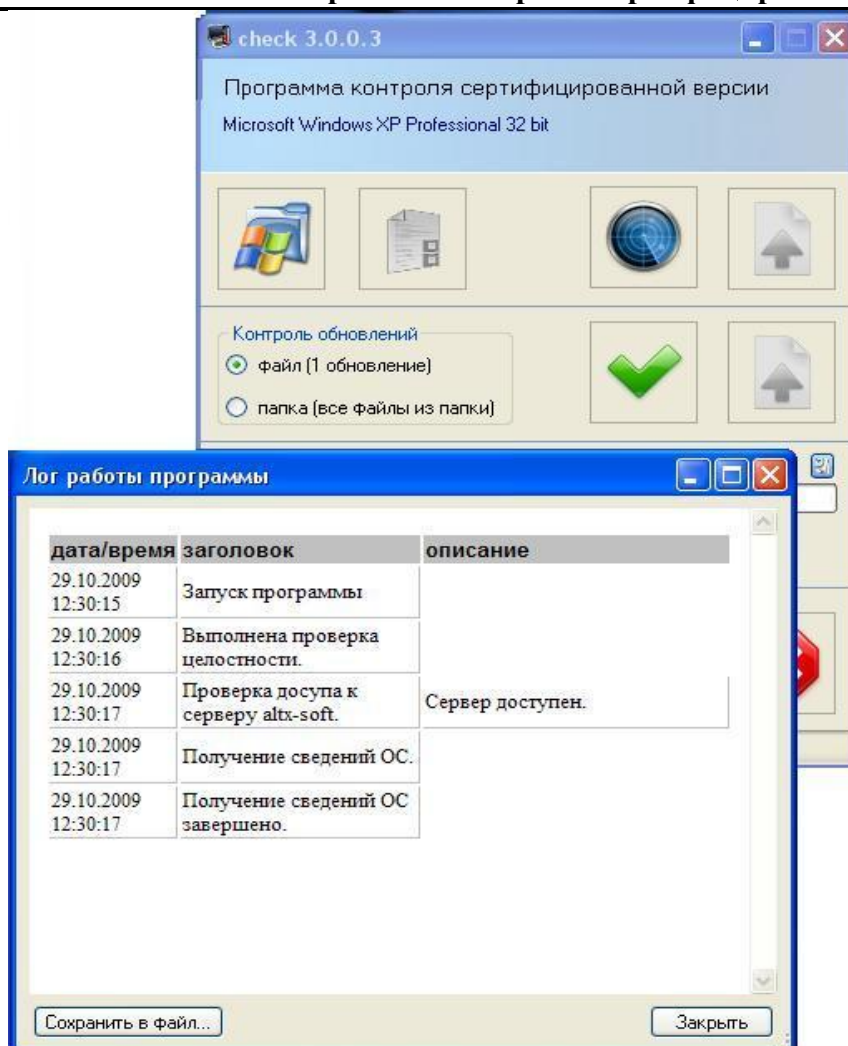 check 3.0.0.3
Программа контроля сертифицированной версии
Microsoft Windows XP Professional 32 bit
Контроль обновлений
файл (1 обновление)
папка (все файлы из папки)
Лог работы программы
дата/время заголовок описание
29.10.2009
12:30:15
Запуск программы
29.10.2009
12:30:16
Выполнена проверка
целостности.
29.10.2009
12:30:17
Проверка досупа к
серверу altx-soft.
Сервер доступен.
29.10.2009
12:30:17
Получение сведений ОС.
29.10.2009
12:30:17
Получение сведений ОС
завершено.
Сохранить в файл...
Закрыть